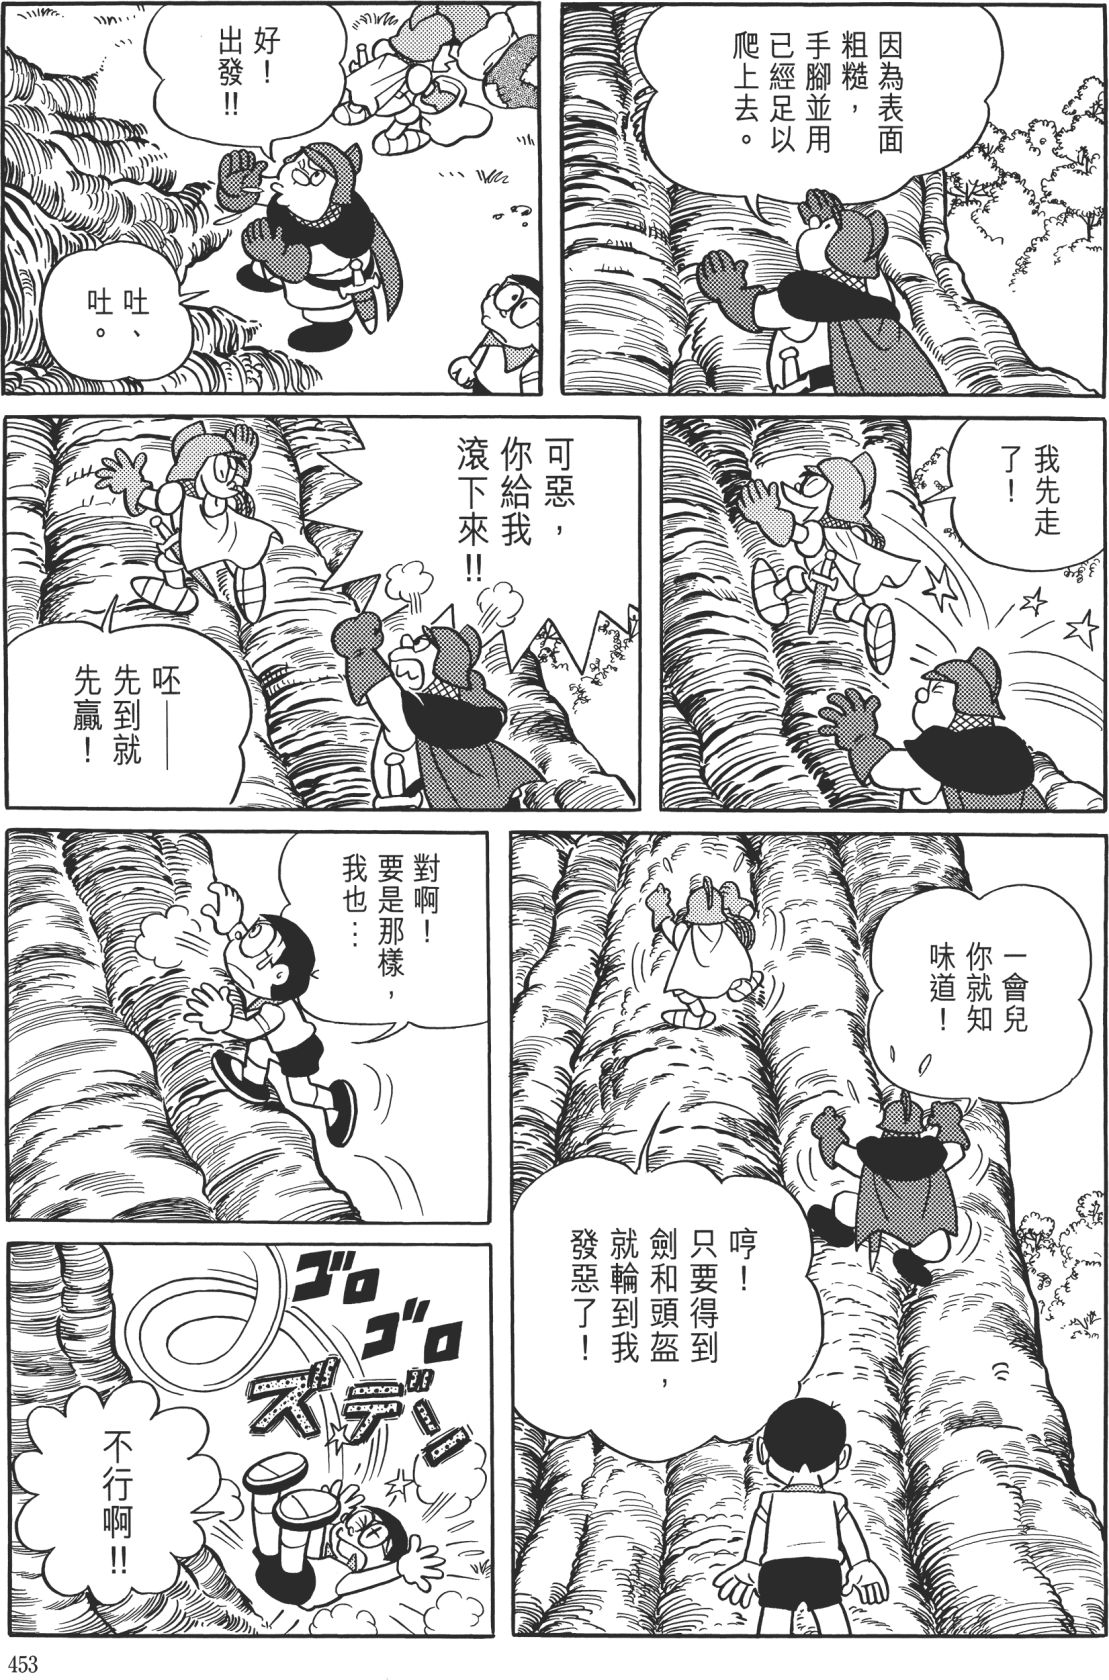 因為表面
粗糙，
手腳並用
已經足以
爬上去。
好！
出發!!
吐、
吐。
我先走
了！
可惡，
你給我
滾下來!!
呸——
先到就
先贏！
一會兒
你就知
味道！
哼！
只要得到
劍和頭盔，
就輪到我
發惡了！
對啊！
要是那樣，
我也…
ゴロ
ゴロ
ズデーン
不行啊!!
453